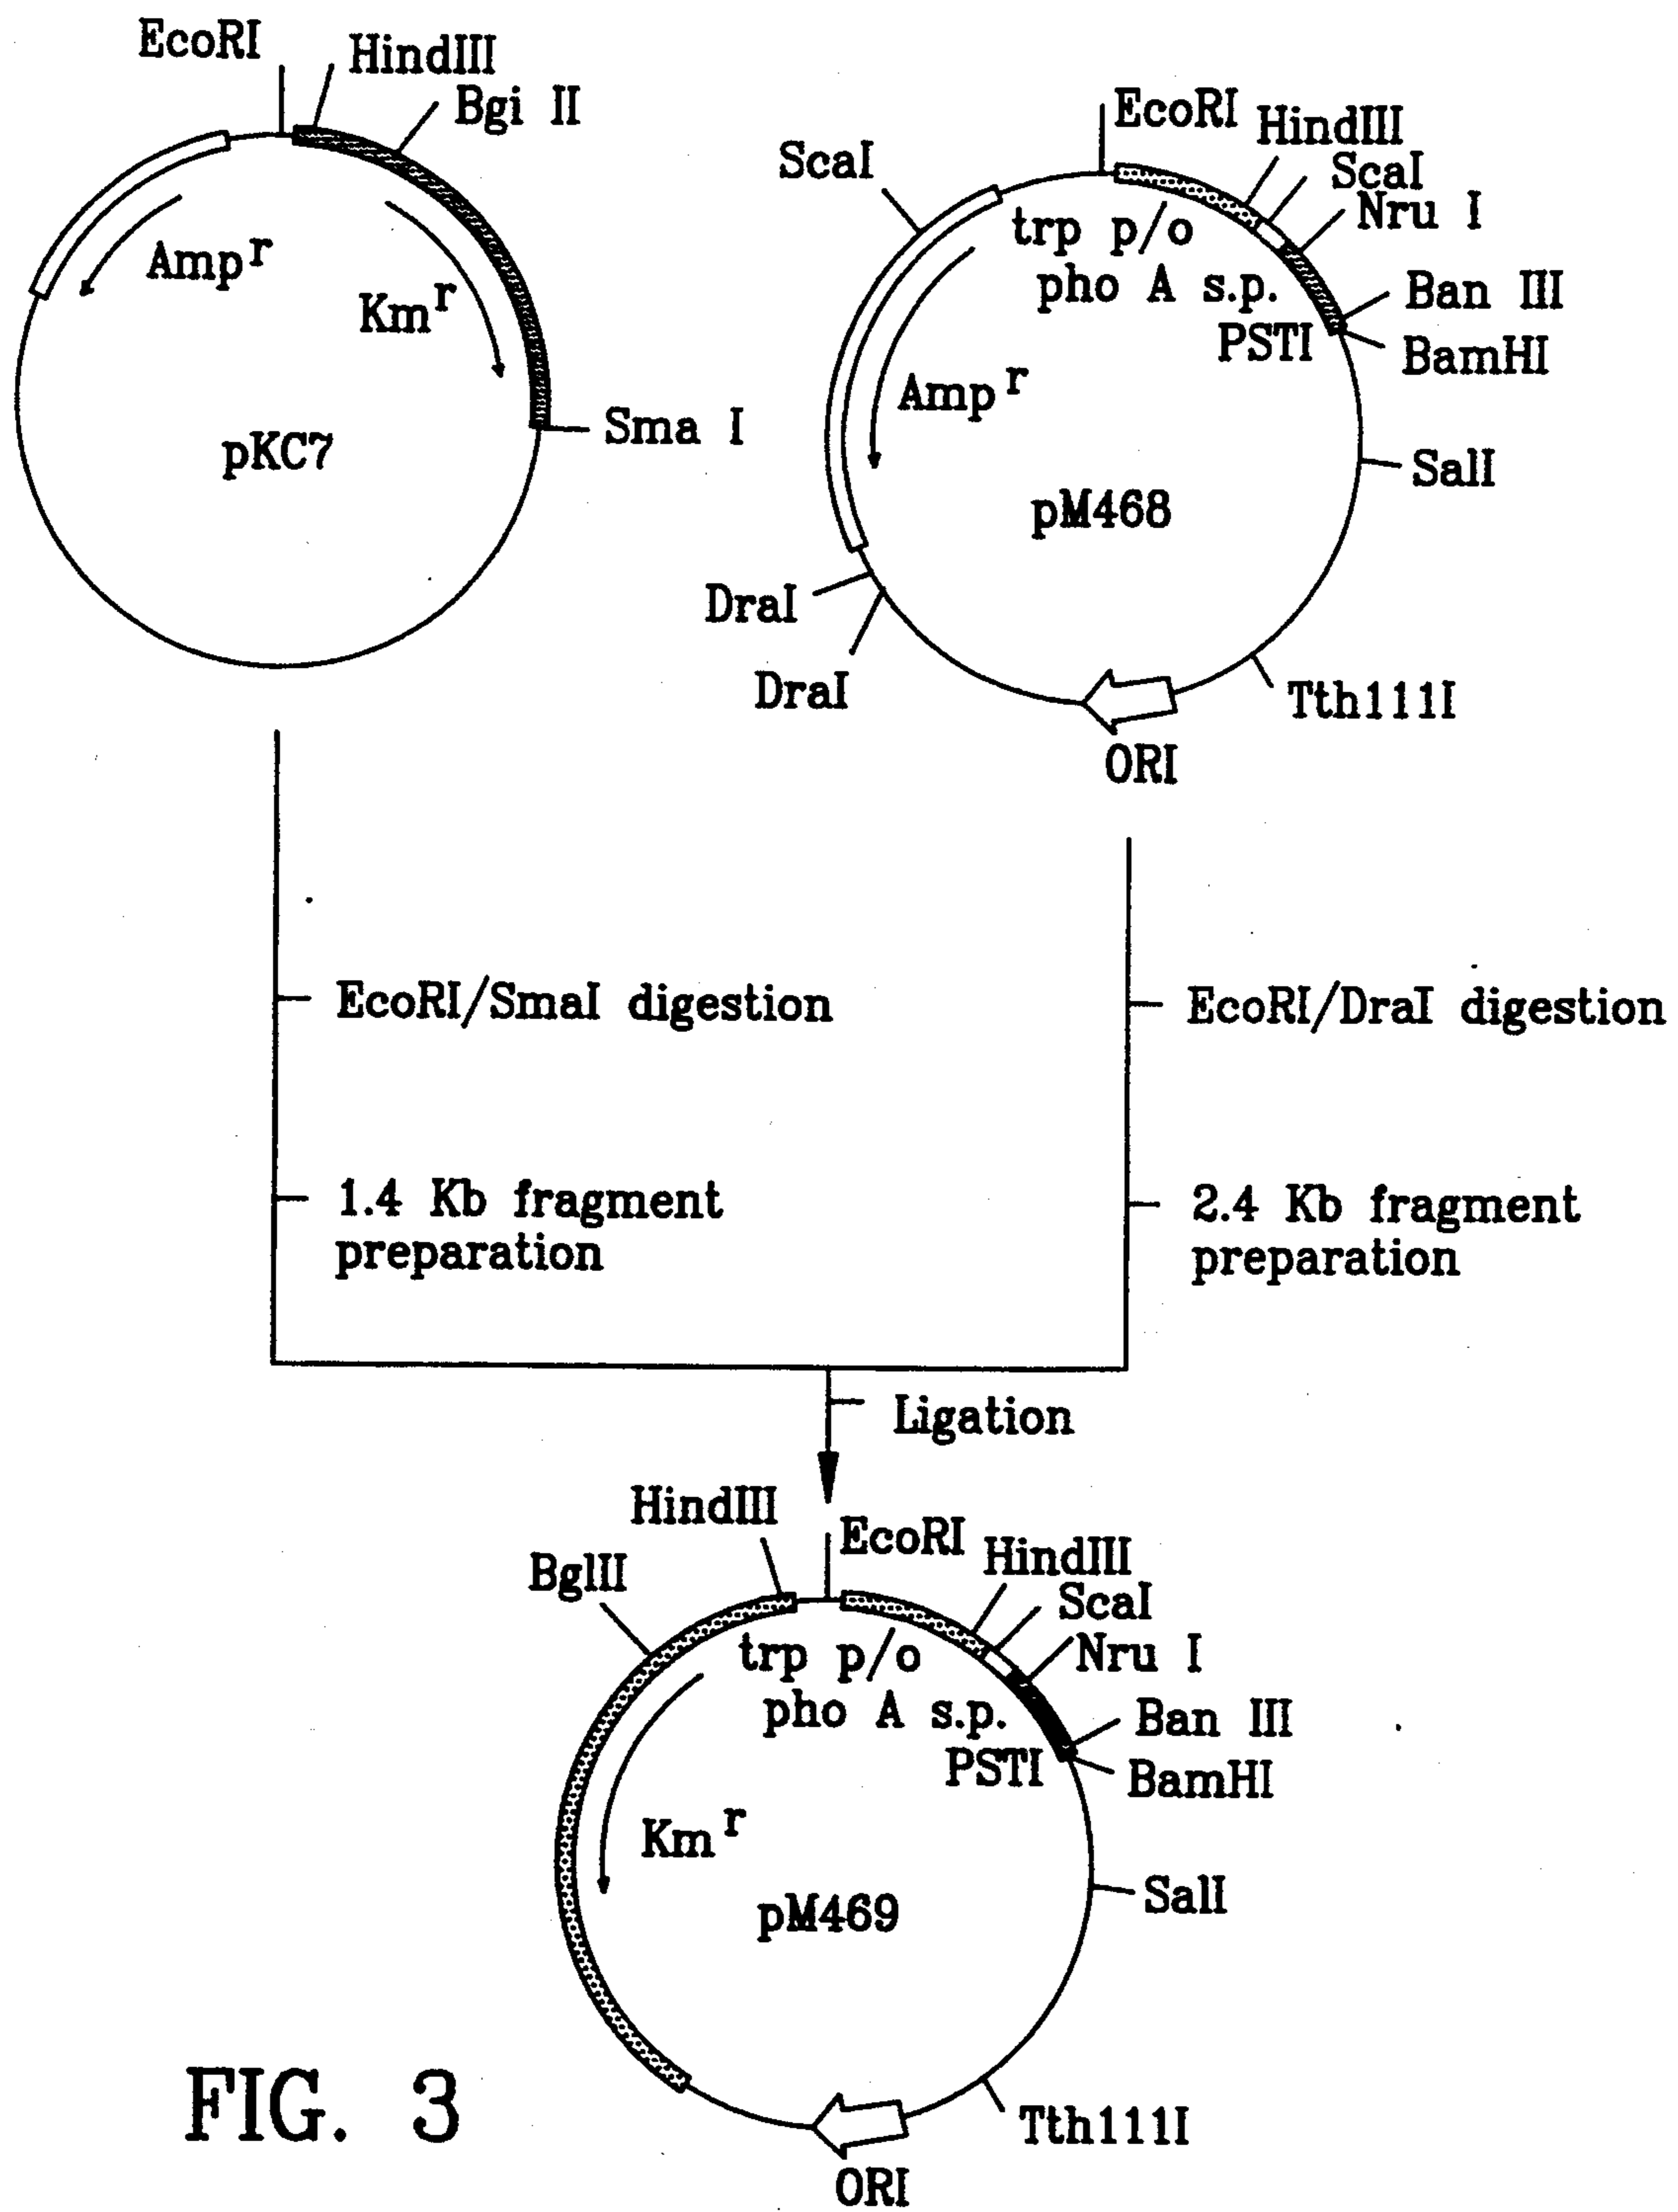 EcoRI
HindIII
Bgi II
Amp r
Km r
pKC7
Sma I
EcoRI
HindIII
ScaI
ScaI
Nru I
trp p/o
pho A s.p.
PSTI
Ban III
BamHI
Amp r
SalI
pM468
DraI
DraI
Tth111I
ORI
EcoRI/SmaI digestion
EcoRI/DraI digestion
1.4 Kb fragment
preparation
2.4 Kb fragment
preparation
Ligation
HindIII
EcoRI
HindIII
BglII
ScaI
Nru I
trp p/o
pho A s.p.
PSTI
Ban III
BamHI
Km r
SalI
pM469
Tth111I
ORI
FIG. 3